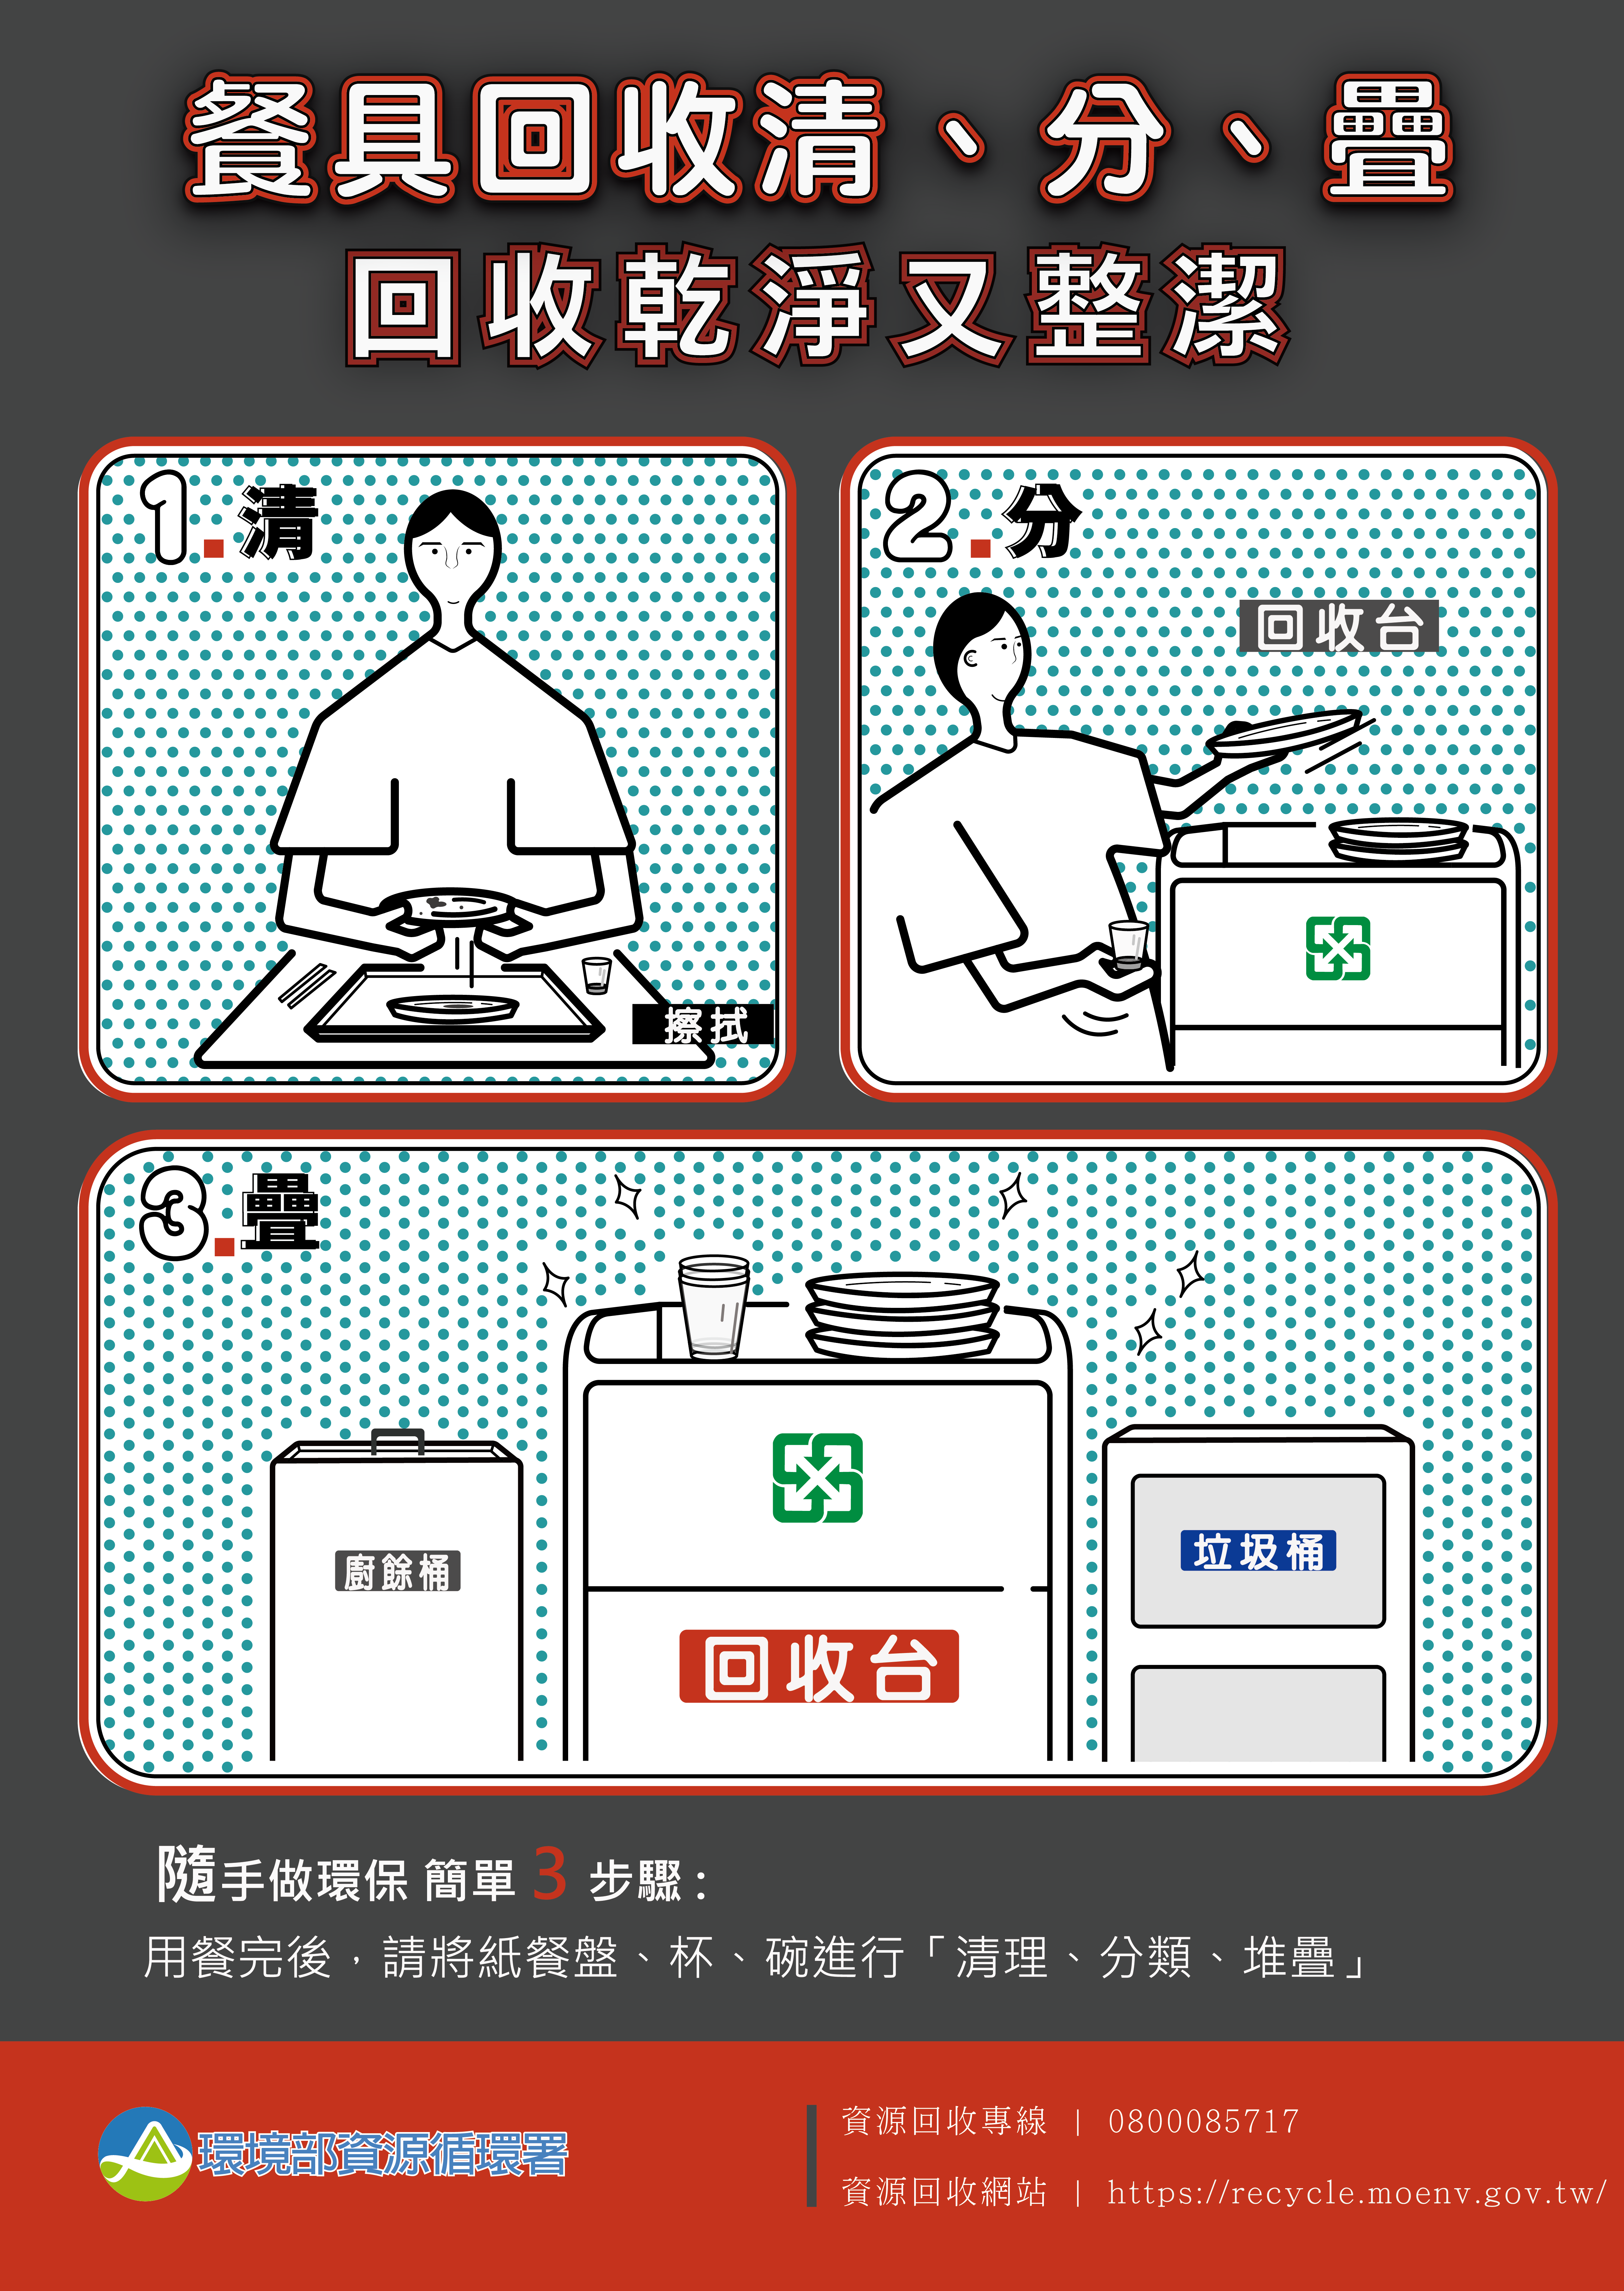 餐具回收清、分、疊
回收乾淨又整潔
1.清
擦拭
2.分
回收台
3.疊
廚餘桶
回收台
垃圾桶
隨手做環保 簡單 3 步驟:
用餐完後,請將紙餐盤、杯、碗進行「清理、分類、堆疊」
環境部資源循環署
資源回收專線 | 0800085717
資源回收網站 | https://recycle.moenv.gov.tw/